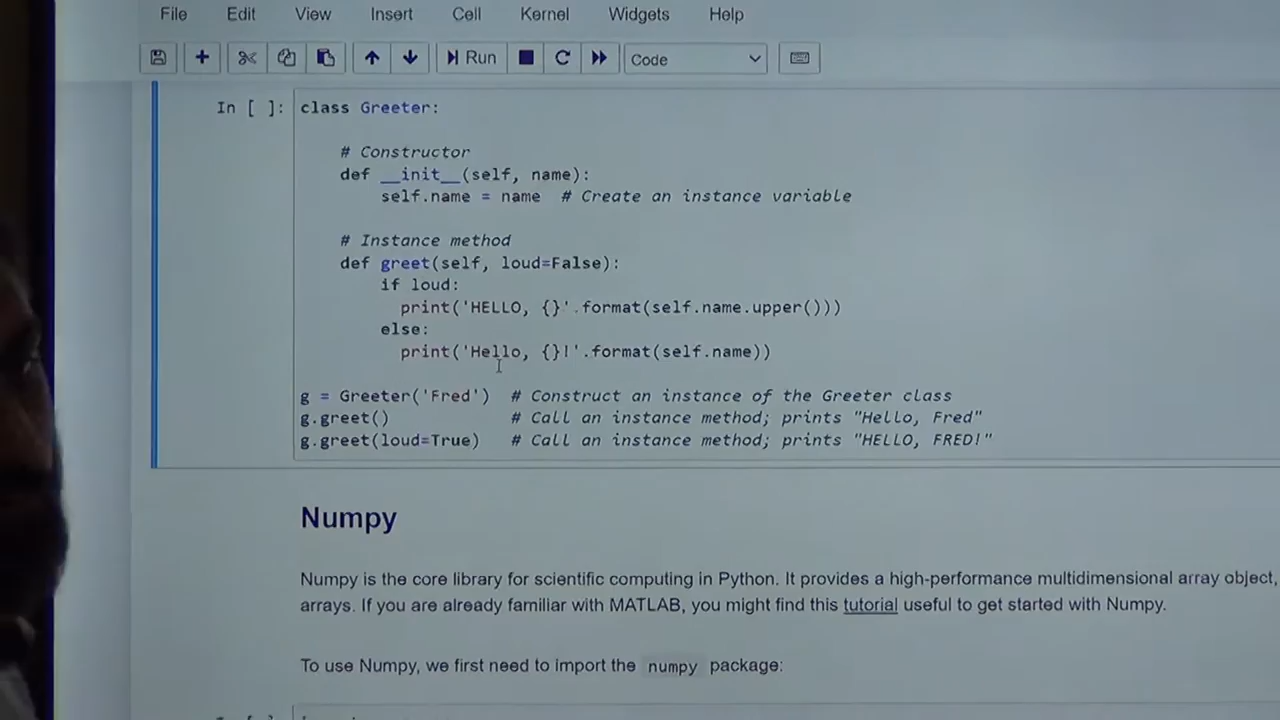 File Edit View Insert Cell Kernel Widgets Help
Run Code
In [ ]: class Greeter:
# Constructor
def __init__(self, name):
self.name = name # Create an instance variable
# Instance method
def greet(self, loud=False):
if loud:
print('HELLO, {}'.format(self.name.upper()))
else:
print('Hello, {}!'.format(self.name))
g = Greeter('Fred') # Construct an instance of the Greeter class
g.greet() # Call an instance method; prints "Hello, Fred"
g.greet(loud=True) # Call an instance method; prints "HELLO, FRED!"
Numpy
Numpy is the core library for scientific computing in Python. It provides a high-performance multidimensional array object,
arrays. If you are already familiar with MATLAB, you might find this tutorial useful to get started with Numpy.
To use Numpy, we first need to import the numpy package: